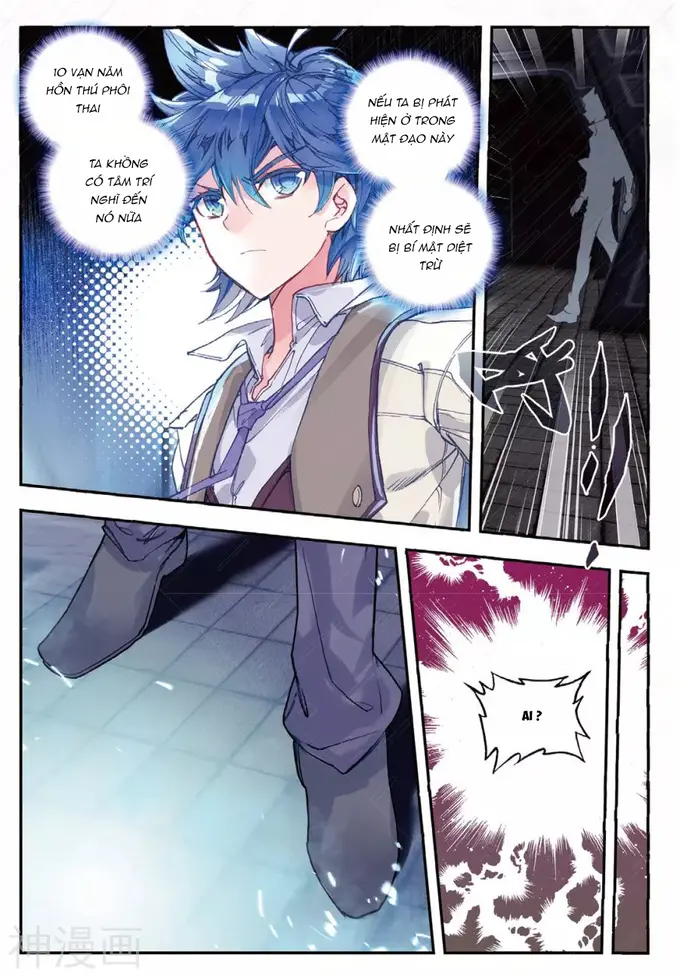 10 VẠN NĂM
HỒN THÚ PHÔI
THAI
TA KHÔNG
CÓ TÂM TRÍ
NGHĨ ĐẾN
NÓ NỮA
NẾU TA BỊ PHÁT
HIỆN Ở TRONG
MẬT ĐẠO NÀY
NHẤT ĐỊNH SẼ
BỊ BÍ MẬT DIỆT
TRỪ
AI ?
神漫画